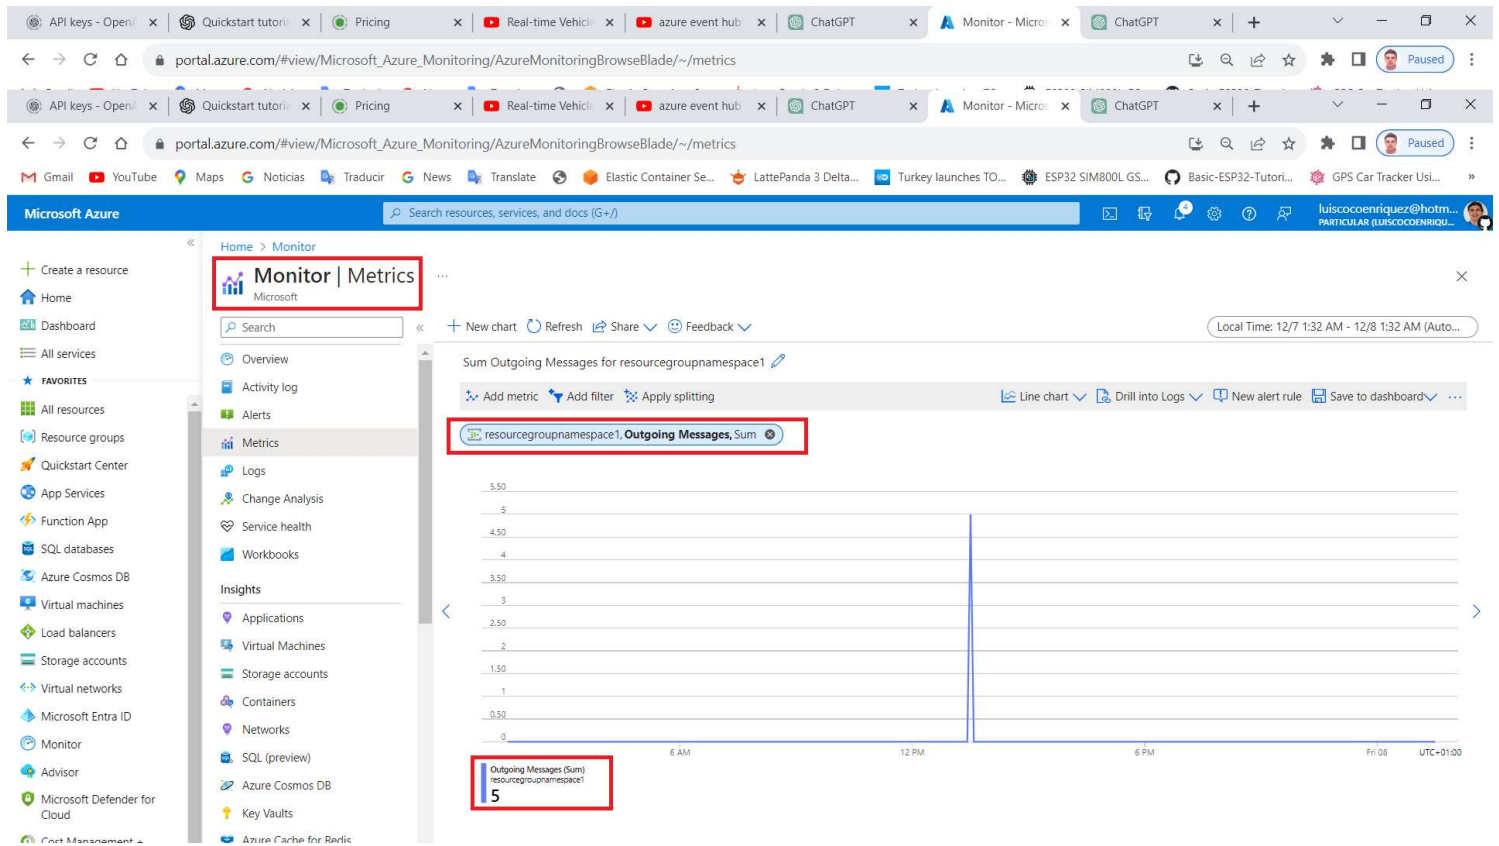 API keys - Open
Quickstart tutori
Pricing
Real-time Vehicl
azure event hub
ChatGPT
Monitor - Micro
ChatGPT
portal.azure.com/#view/Microsoft_Azure_Monitoring/AzureMonitoringBrowseBlade/~/metrics
Paused
API keys - Open
Quickstart tutori
Pricing
Real-time Vehicl
azure event hub
ChatGPT
Monitor - Micro
ChatGPT
portal.azure.com/#view/Microsoft_Azure_Monitoring/AzureMonitoringBrowseBlade/~/metrics
Paused
Gmail
YouTube
Maps
Noticias
Traducir
News
Translate
Elastic Container Se...
LattePanda 3 Delta...
Turkey launches TO...
ESP32 SIM800L GS...
Basic-ESP32-Tutori...
GPS Car Tracker Usi...
»
Microsoft Azure
Search resources, services, and docs (G+/)
4
luiscocoenriquez@hotm...
PARTICULAR (LUISCOCOENRIQU...
Create a resource
Home
Dashboard
All services
FAVORITES
All resources
Resource groups
Quickstart Center
App Services
Function App
SQL databases
Azure Cosmos DB
Virtual machines
Load balancers
Storage accounts
Virtual networks
Microsoft Entra ID
Monitor
Advisor
Microsoft Defender for
Cloud
Cost Management +
Home > Monitor
Monitor | Metrics
...
Microsoft
Search
Overview
Activity log
Alerts
Metrics
Logs
Change Analysis
Service health
Workbooks
Insights
Applications
Virtual Machines
Storage accounts
Containers
Networks
SQL (preview)
Azure Cosmos DB
Key Vaults
Azure Cache for Redis
New chart
Refresh
Share
Feedback
Local Time: 12/7 1:32 AM - 12/8 1:32 AM (Auto...
Sum Outgoing Messages for resourcegroupnamespace1
Add metric
Add filter
Apply splitting
Line chart
Drill into Logs
New alert rule
Save to dashboard
...
resourcegroupnamespace1, Outgoing Messages, Sum
5.50
5
4.50
4
3.50
3
2.50
2
1.50
1
0.50
0
6 AM
12 PM
6 PM
Fri 08
UTC+01:00
Outgoing Messages (Sum)
resourcegroupnamespace1
5